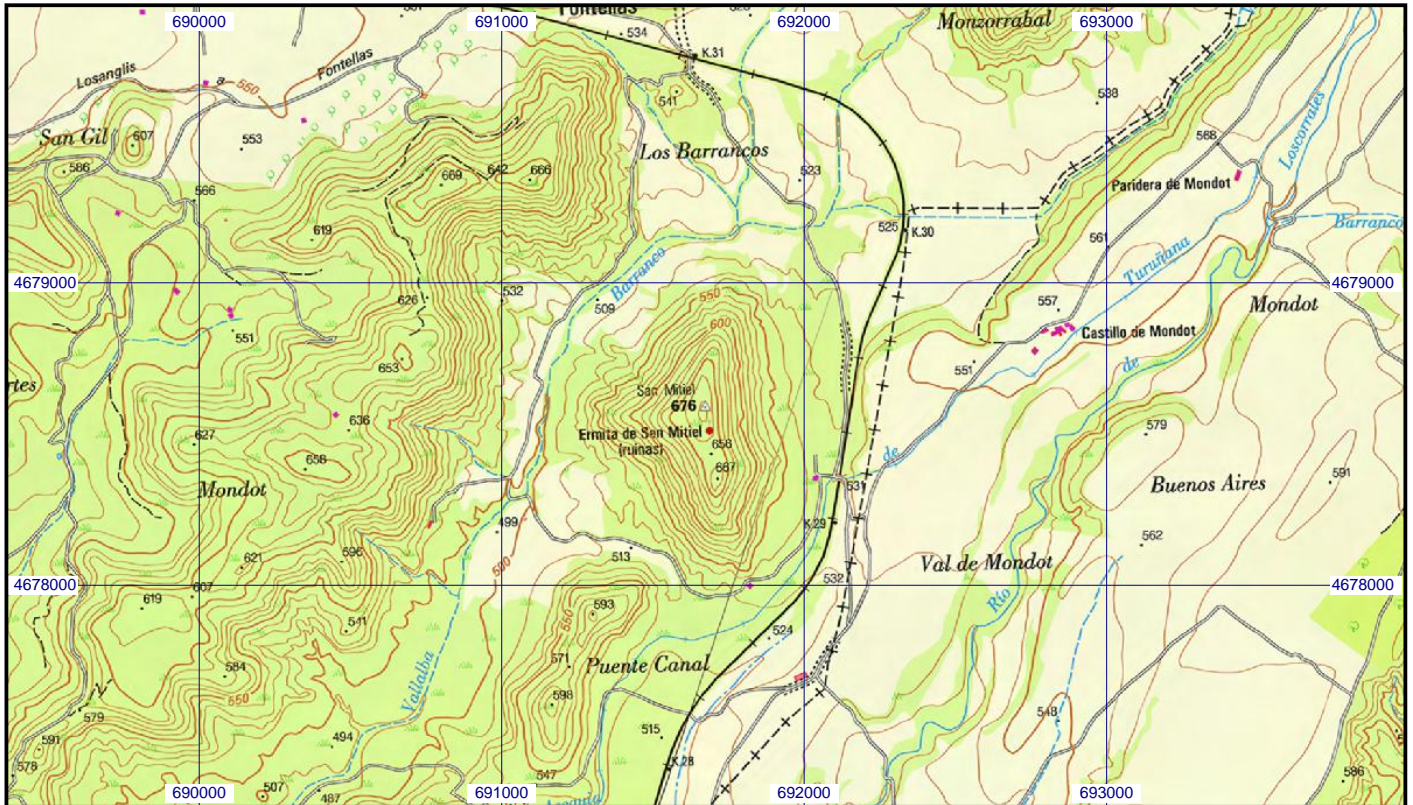 690000
691000
692000
693000
Fontellas
Monzorrabal
534
K.31
Losanglis
a
Fontellas
550
541
538
San Gil
607
553
Los Barrancos
568
Loscorrales
586
669
642
666
523
Paridera de Mondot
566
619
525
K.30
561
Barranco
Turuñana
4679000
4679000
Barranco
626
532
509
550
557
Mondot
600
551
Castillo de Mondot
653
551
de
rtes
San Mitiel
676
636
Ermita de San Mitiel
(ruinas)
656
667
627
579
658
de
591
Mondot
531
Buenos Aires
499
K.29
562
596
621
513
500
Val de Mondot
4678000
4678000
607
532
619
593
Río
541
550
524
571
Puente Canal
584
598
550
Vallalba
579
548
515
591
494
578
K.28
547
586
507
487
Acequia
690000
691000
692000
693000